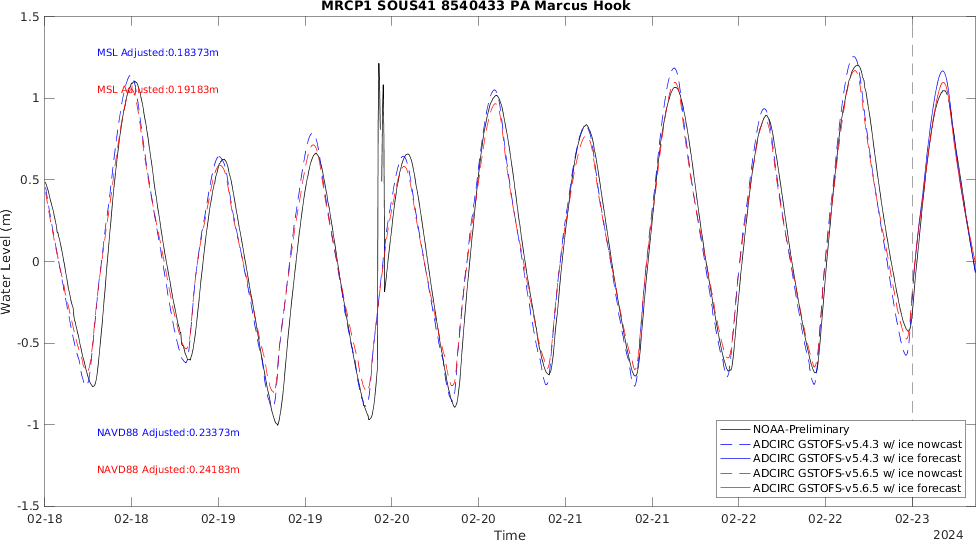 MRCP1 SOUS41 8540433 PA Marcus Hook
1.5
MSL Adjusted:0.18373m
MSL Adjusted:0.19183m
1
0.5
0
Water Level (m)
-0.5
-1
NAVD88 Adjusted:0.23373m
NAVD88 Adjusted:0.24183m
-1.5
NOAA-Preliminary
ADCIRC GSTOFS-v5.4.3 w/ ice nowcast
ADCIRC GSTOFS-v5.4.3 w/ ice forecast
ADCIRC GSTOFS-v5.6.5 w/ ice nowcast
ADCIRC GSTOFS-v5.6.5 w/ ice forecast
02-18 02-18 02-19 02-19 02-20 02-20 02-21 02-21 02-22 02-22 02-23
Time
2024